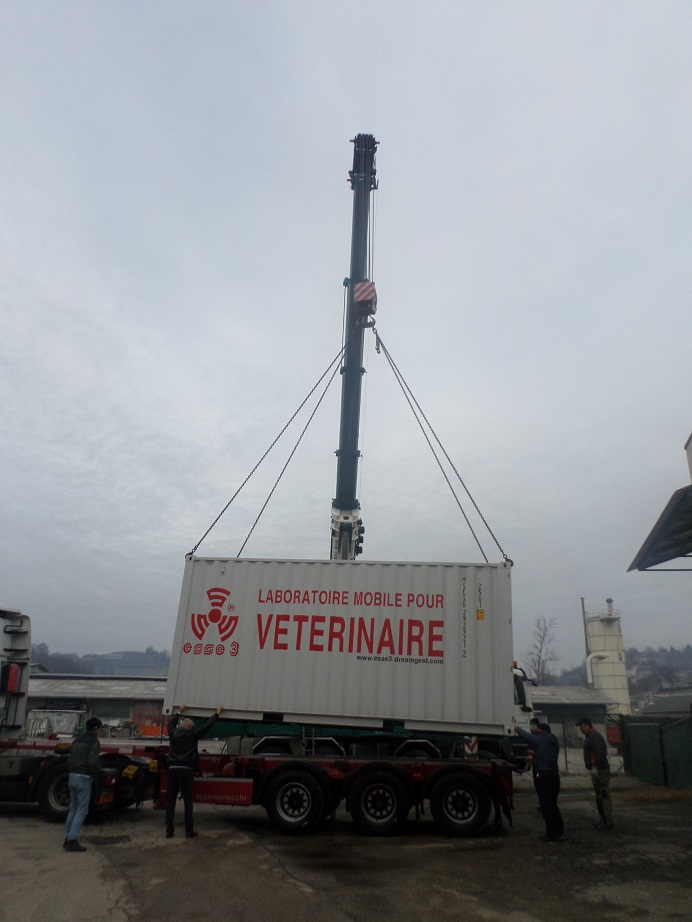 LABORATOIRE MOBILE POUR
VETERINAIRE
®
esse 3
www.esse3.dreamgest.com